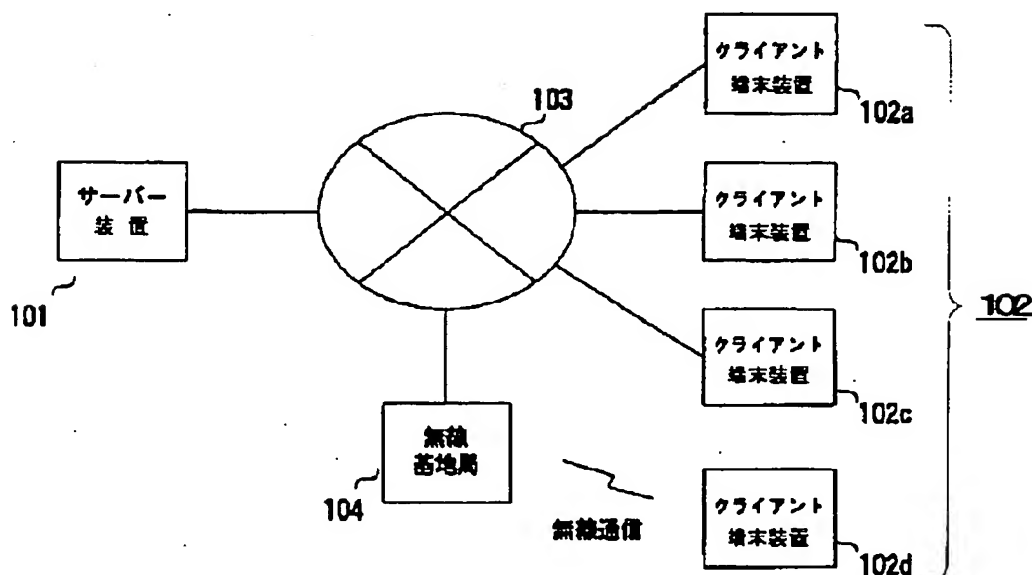 サーバー
装置
101
103
クライアント
端末装置
102a
クライアント
端末装置
102b
クライアント
端末装置
102c
クライアント
端末装置
102d
102
無線
基地局
104
無線通信